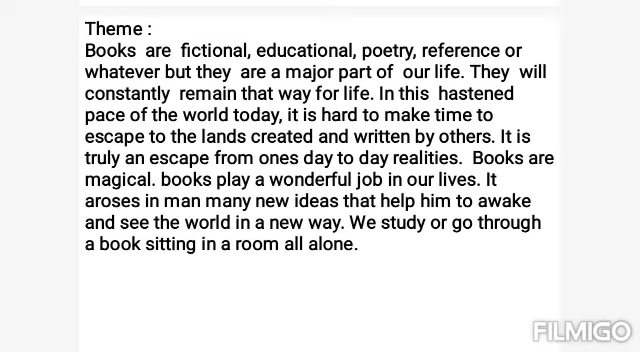 Theme :
Books are fictional, educational, poetry, reference or
whatever but they are a major part of our life. They will
constantly remain that way for life. In this hastened
pace of the world today, it is hard to make time to
escape to the lands created and written by others. It is
truly an escape from ones day to day realities. Books are
magical. books play a wonderful job in our lives. It
aroses in man many new ideas that help him to awake
and see the world in a new way. We study or go through
a book sitting in a room all alone.
FILMIGO